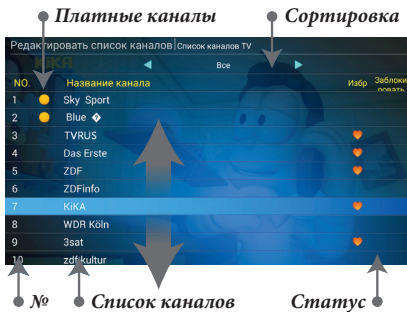 Платные каналы Сортировка
Редактировать список каналов Список каналов TV
KiKA
Все
NO. Название канала Избр Заблокировать
1 Sky Sport
2 Blue �
3 TVRUS
4 Das Erste
5 ZDF
6 ZDFinfo
7 KiKA
8 WDR Köln
9 3sat
10 zdf.kultur
№ Список каналов Статус